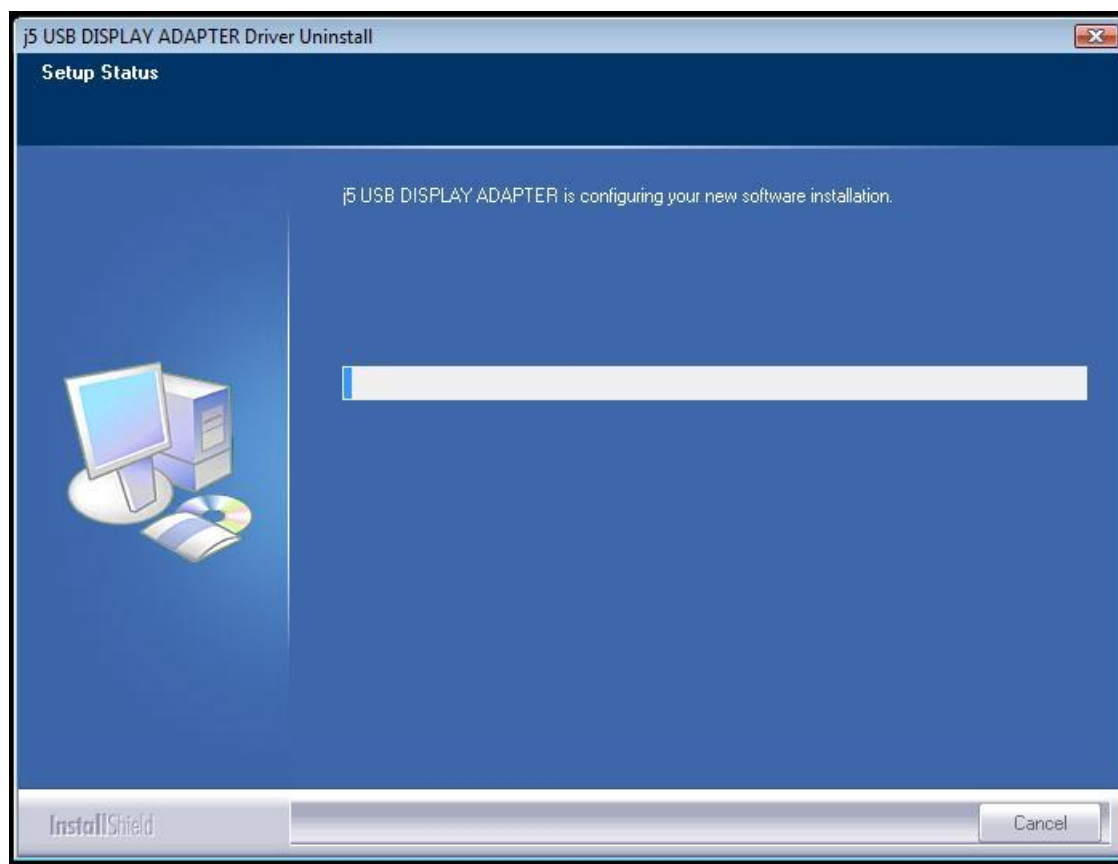 j5 USB DISPLAY ADAPTER Driver Uninstall
Setup Status
j5 USB DISPLAY ADAPTER is configuring your new software installation.
InstallShield
Cancel